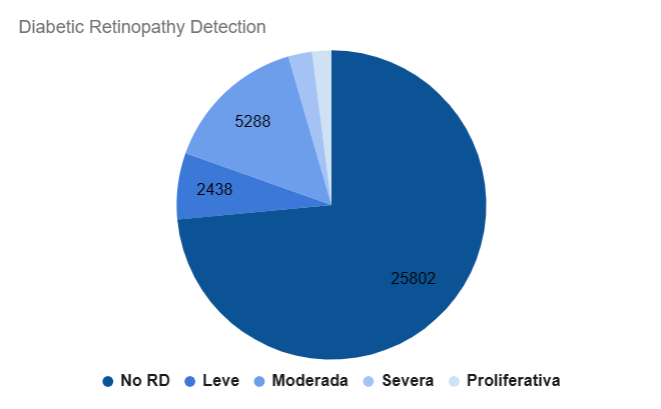 Diabetic Retinopathy Detection
5288
2438
25802
No RD Leve Moderada Severa Proliferativa